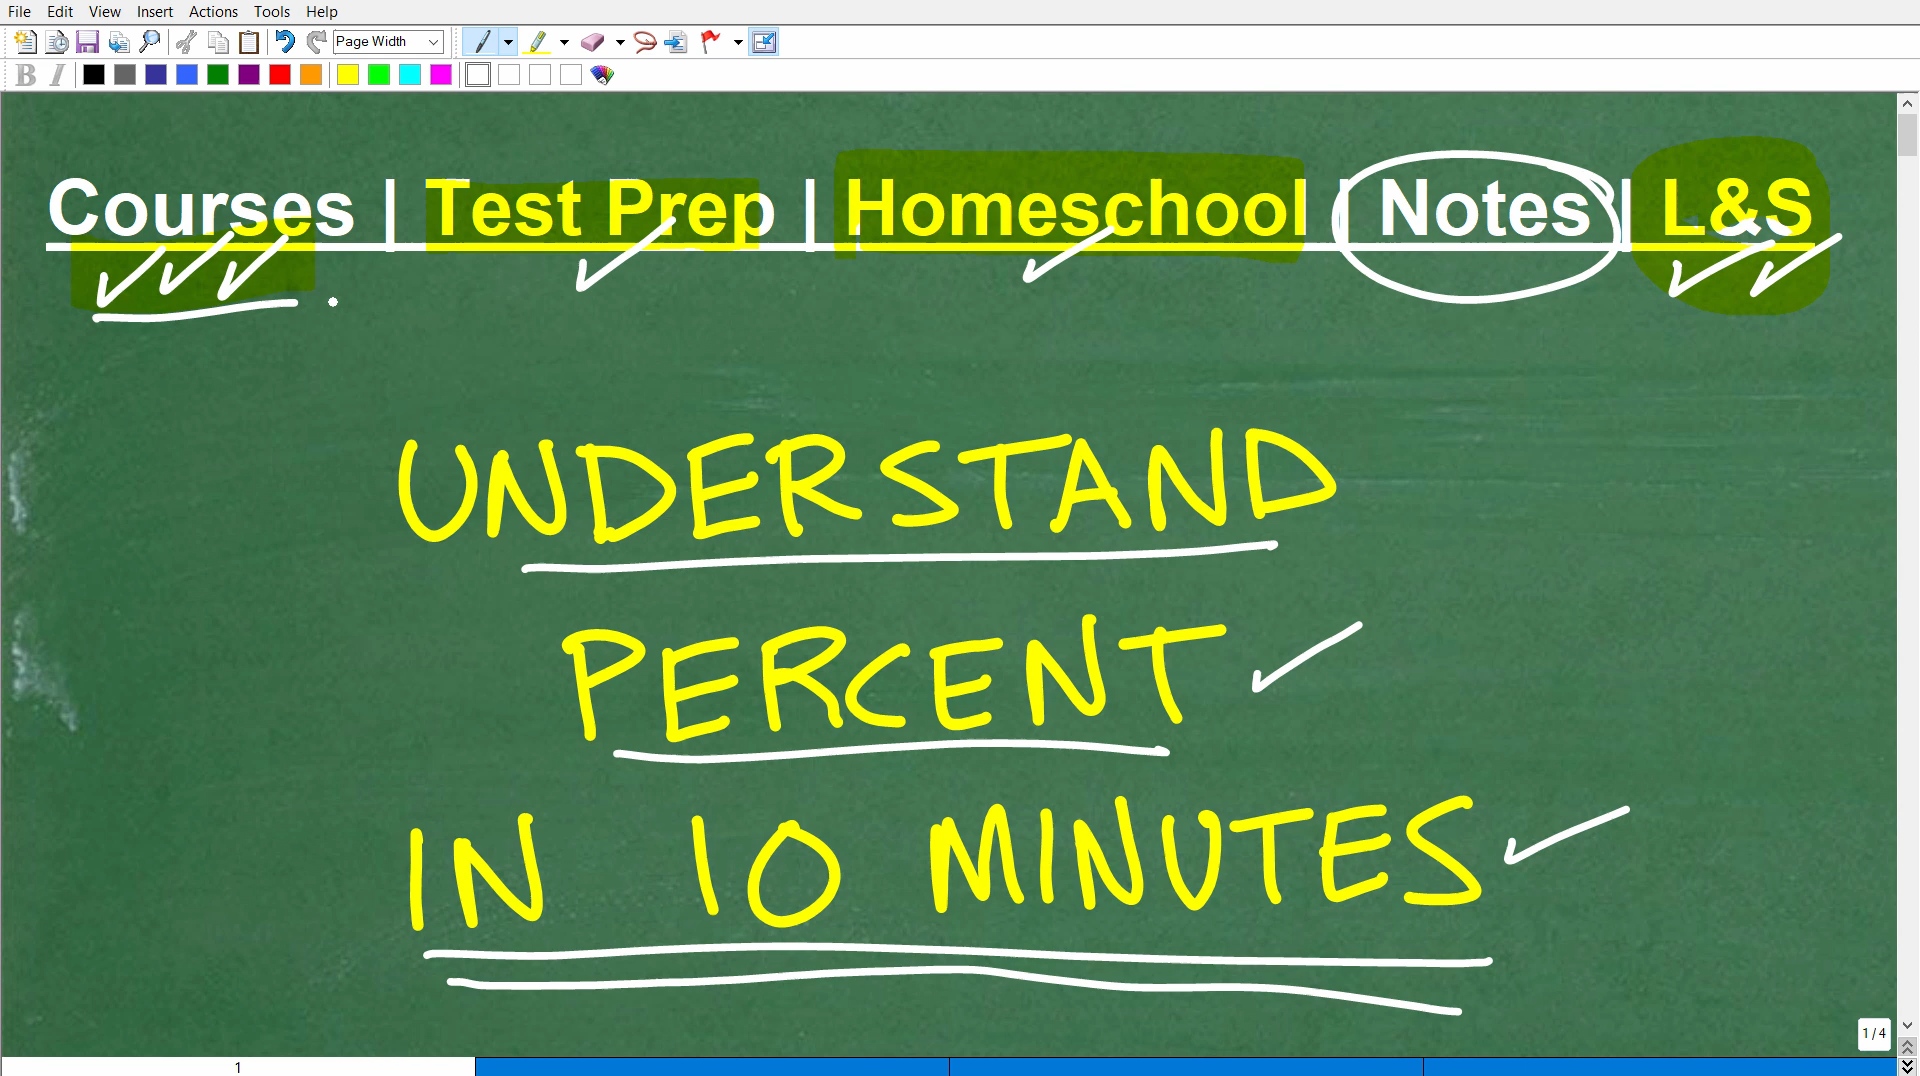 File Edit View Insert Actions Tools Help
Page Width
B I
Courses | Test Prep | Homeschool | Notes | L&S
UNDERSTAND
PERCENT
IN 10 MINUTES
1 / 4
1